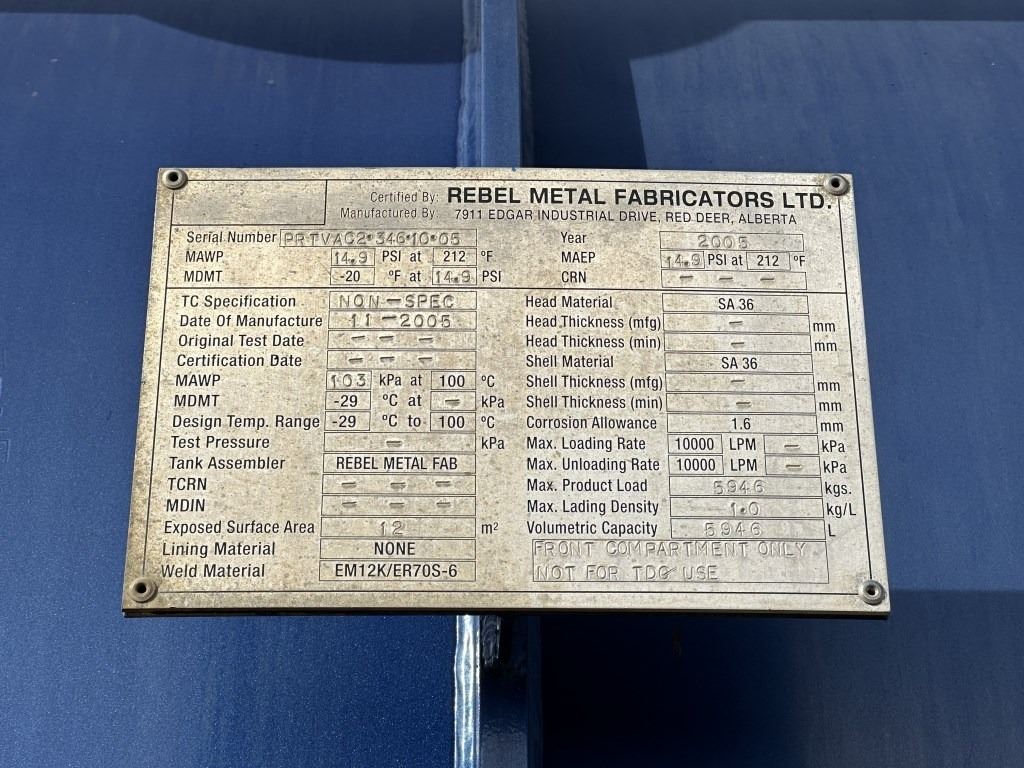 Certified By: REBEL METAL FABRICATORS LTD.
Manufactured By: 7911 EDGAR INDUSTRIAL DRIVE, RED DEER, ALBERTA
Serial Number PRTVAC2•346•10•05 Year 2005
MAWP 14.9 PSI at 212 °F MAEP 14.9 PSI at 212 °F
MDMT -20 °F at 14.9 PSI CRN — — —
TC Specification NON-SPEC
Date Of Manufacture 11-2005
Original Test Date — — —
Certification Date — — —
MAWP 103 kPa at 100 °C
MDMT -29 °C at — kPa
Design Temp. Range -29 °C to 100 °C
Test Pressure — kPa
Tank Assembler REBEL METAL FAB
TCRN — — —
MDIN — — —
Exposed Surface Area 12 m²
Lining Material NONE
Weld Material EM12K/ER70S-6
Head Material SA 36
Head Thickness (mfg) — mm
Head Thickness (min) — mm
Shell Material SA 36
Shell Thickness (mfg) — mm
Shell Thickness (min) — mm
Corrosion Allowance 1.6 mm
Max. Loading Rate 10000 LPM — kPa
Max. Unloading Rate 10000 LPM — kPa
Max. Product Load 5946 kgs.
Max. Lading Density 1.0 kg/L
Volumetric Capacity 5946 L
FRONT COMPARTMENT ONLY
NOT FOR TDG USE